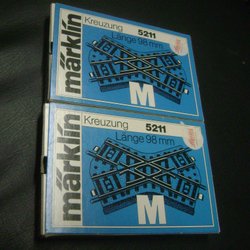 märklin
Kreuzung
5211
Länge 98 mm
M
märklin
Kreuzung
5211
Länge 98 mm
M